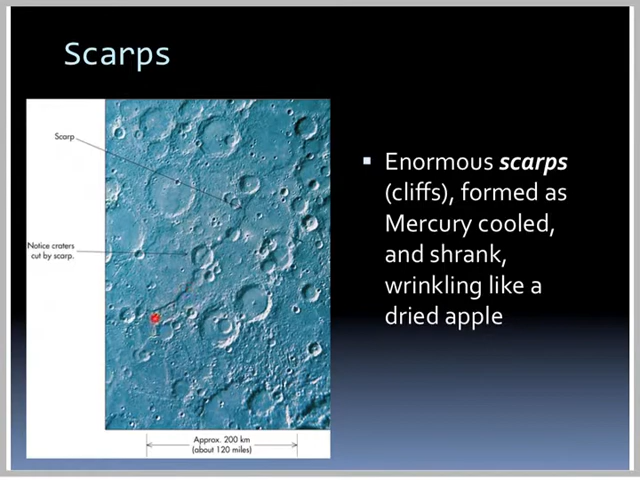 Scarps
Scarp
Notice craters
cut by scarp.
Approx. 200 km
(about 120 miles)
▪ Enormous scarps
(cliffs), formed as
Mercury cooled,
and shrank,
wrinkling like a
dried apple